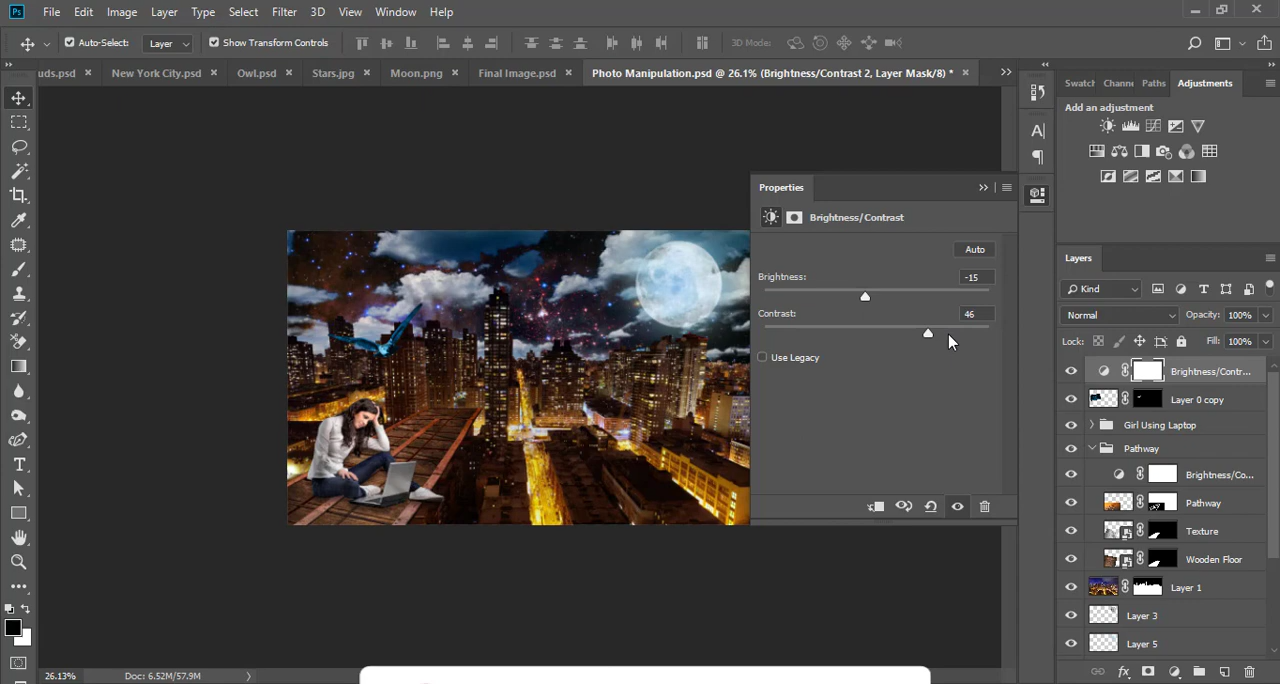 Ps File Edit Image Layer Type Select Filter 3D View Window Help
Auto-Select: Layer Show Transform Controls 3D Mode:
uds.psd × New York City.psd × Owl.psd × Stars.jpg × Moon.png × Final Image.psd × Photo Manipulation.psd @ 26.1% (Brightness/Contrast 2, Layer Mask/8) * ×
Swatch Chann Paths Adjustments
Add an adjustment
Properties
Brightness/Contrast
Auto
Brightness: -15
Contrast: 46
Use Legacy
Layers
Kind
Normal Opacity: 100%
Lock: Fill: 100%
Brightness/Contr...
Layer 0 copy
Girl Using Laptop
Pathway
Brightness/Co...
Pathway
Texture
Wooden Floor
Layer 1
Layer 3
Layer 5
26.13% Doc: 6.52M/57.9M